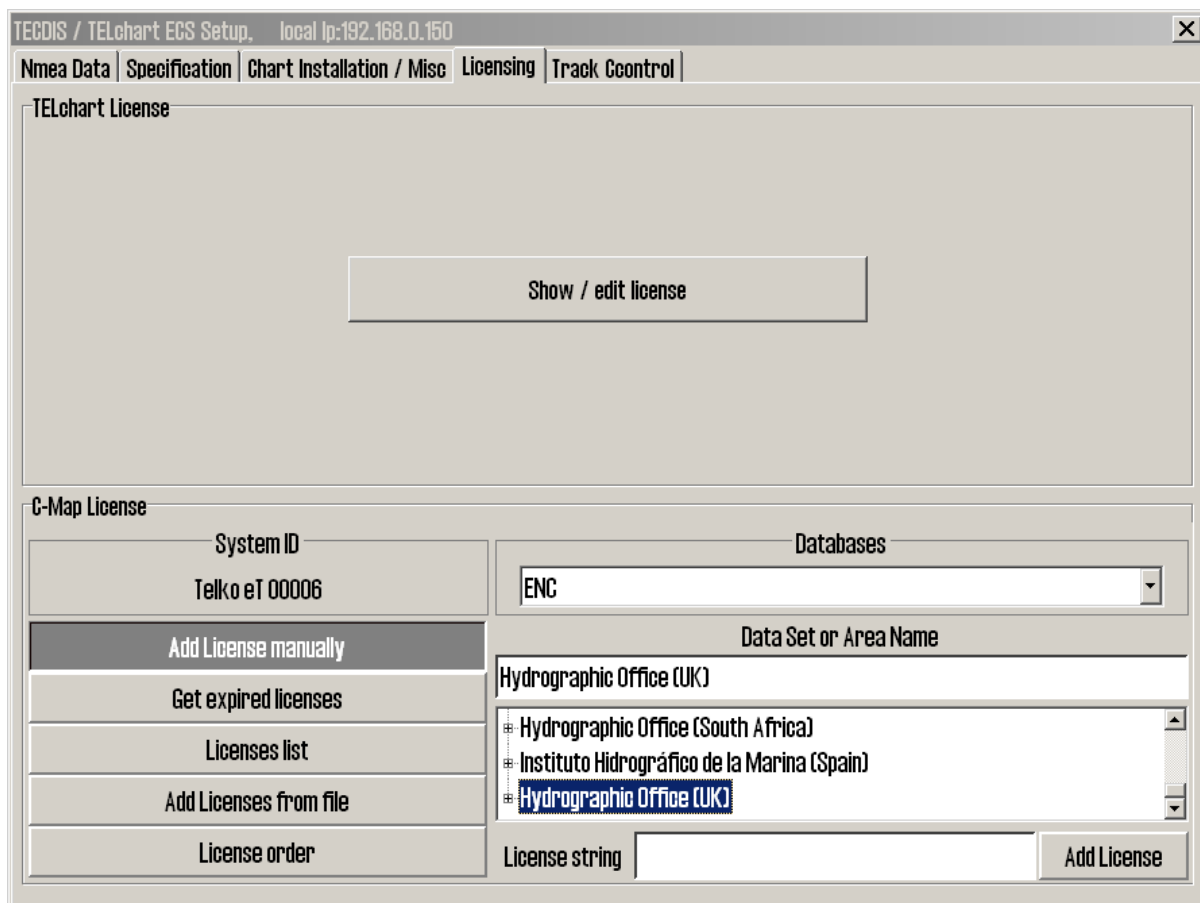 TECDIS / TELchart ECS Setup, local Ip:192.168.0.150
Nmea Data Specification Chart Installation / Misc Licensing Track Ccontrol
TELchart License
Show / edit license
C-Map License
System ID
Telko eT 00006
Add License manually
Get expired licenses
Licenses list
Add Licenses from file
License order
Databases
ENC
Data Set or Area Name
Hydrographic Office (UK)
Hydrographic Office (South Africa)
Instituto Hidrográfico de la Marina (Spain)
Hydrographic Office (UK)
License string Add License